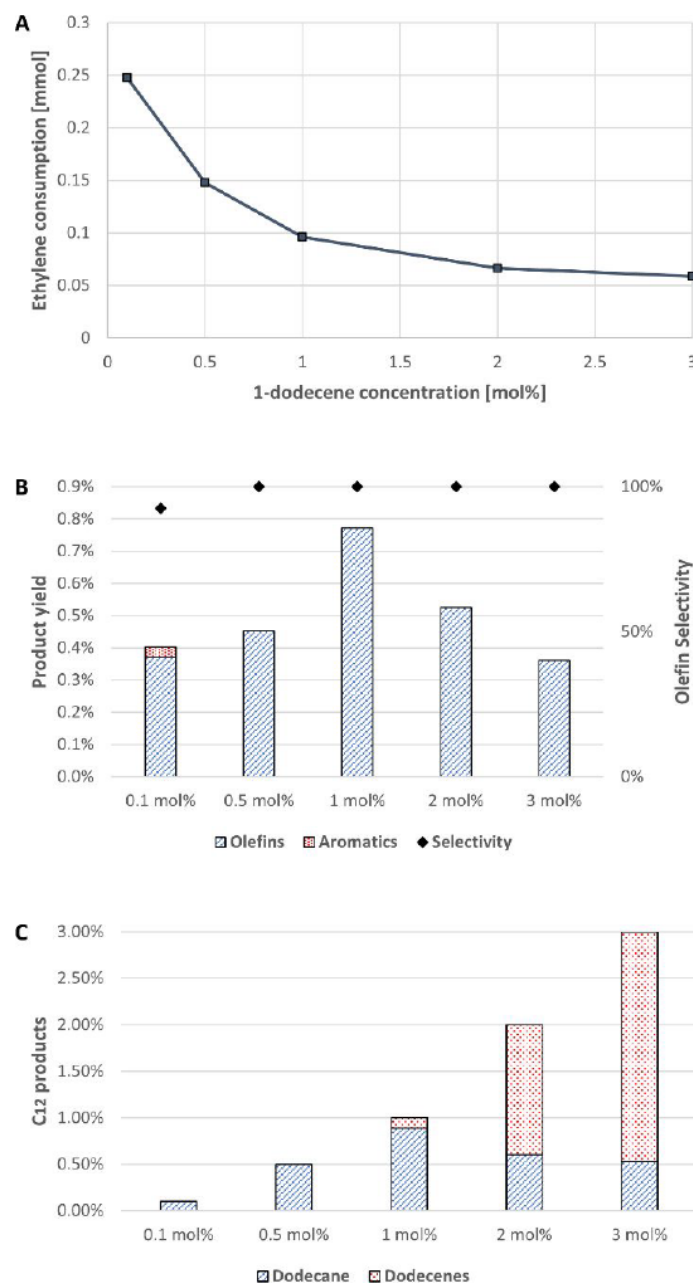 A
Ethylene consumption [mmol]
0.3
0.25
0.2
0.15
0.1
0.05
0
0 0.5 1 1.5 2 2.5 3
1-dodecene concentration [mol%]
B
Product yield
0.9%
0.8%
0.7%
0.6%
0.5%
0.4%
0.3%
0.2%
0.1%
0.0%
100%
50%
0%
Olefin Selectivity
0.1 mol% 0.5 mol% 1 mol% 2 mol% 3 mol%
Olefins Aromatics Selectivity
C
C12 products
3.00%
2.50%
2.00%
1.50%
1.00%
0.50%
0.00%
0.1 mol% 0.5 mol% 1 mol% 2 mol% 3 mol%
Dodecane Dodecenes